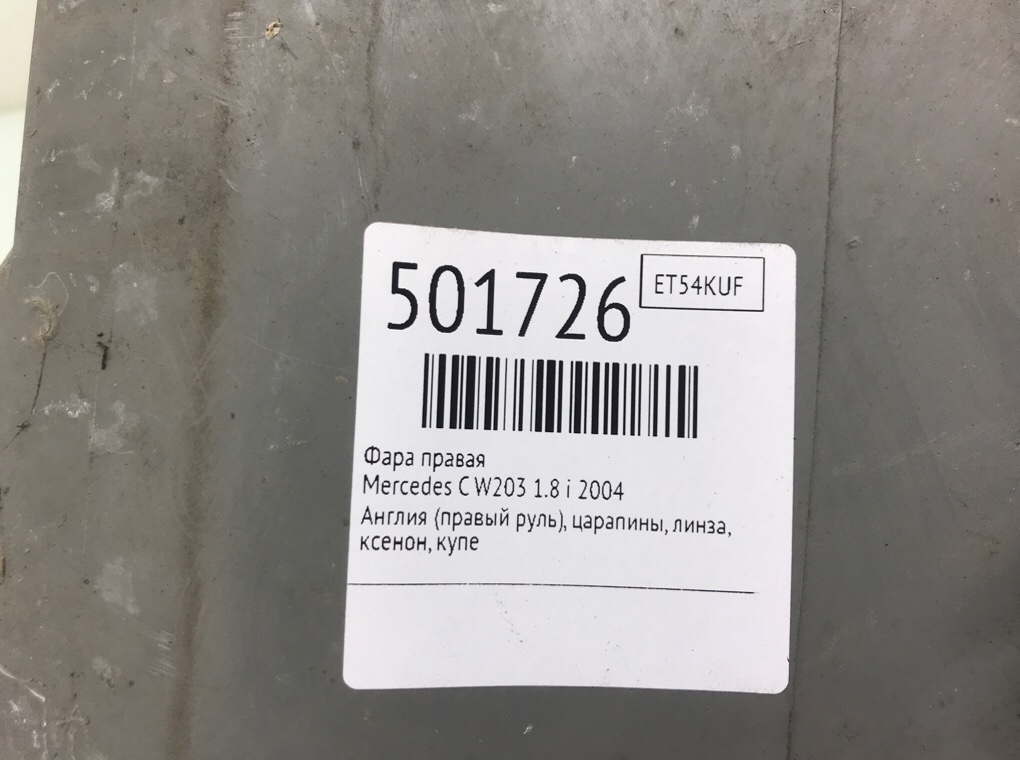 501726
ET54KUF
Фара правая
Mercedes C W203 1.8 i 2004
Англия (правый руль), царапины, линза,
ксенон, купе